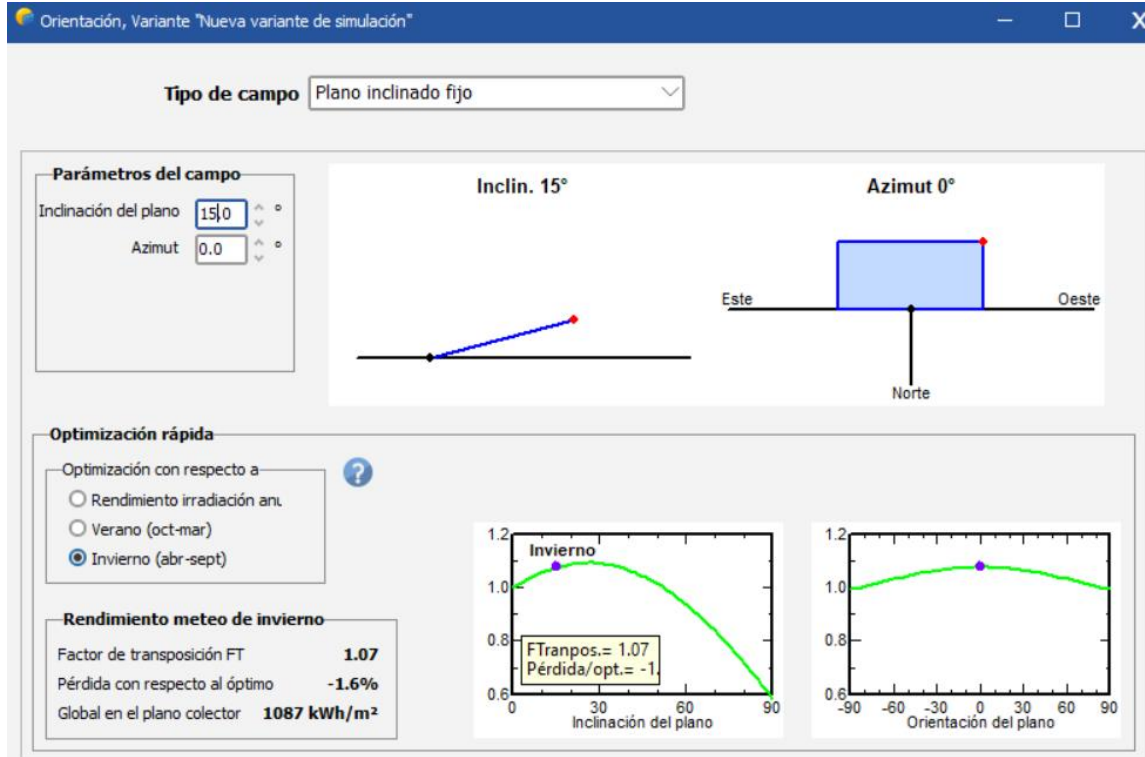 Orientación, Variante "Nueva variante de simulación"
Tipo de campo Plano inclinado fijo
Parámetros del campo
Inclinación del plano 15.0 °
Azimut 0.0 °
Inclin. 15°
Azimut 0°
Este
Oeste
Norte
Optimización rápida
Optimización con respecto a
Rendimiento irradiación anu
Verano (oct-mar)
Invierno (abr-sept)
?
Rendimiento meteo de invierno
Factor de transposición FT 1.07
Pérdida con respecto al óptimo -1.6%
Global en el plano colector 1087 kWh/m²
1.2
1.0
0.8
0.6
Invierno
FTranpos.= 1.07
Pérdida/opt.= -1.
0 30 60 90
Inclinación del plano
1.2
1.0
0.8
0.6
-90 -60 -30 0 30 60 90
Orientación del plano